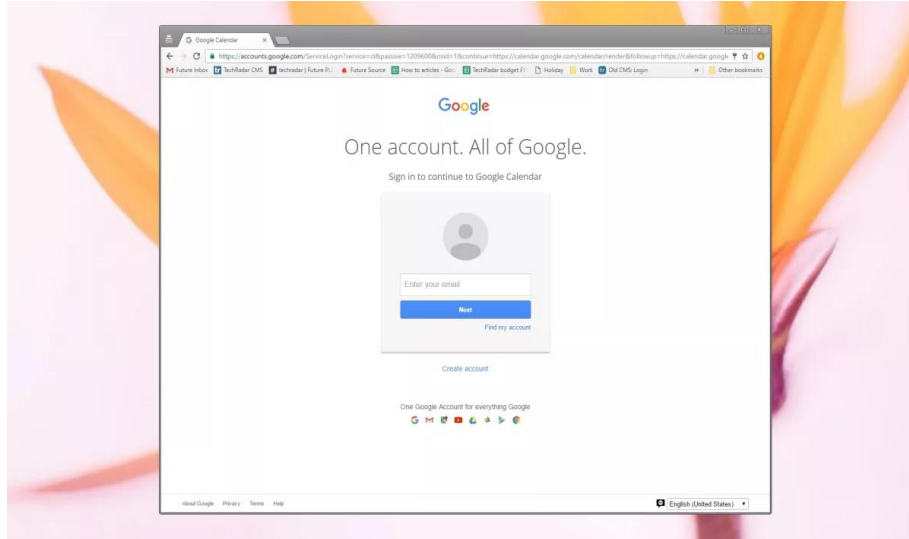 Google Calendar
https://accounts.google.com/ServiceLogin?service=cl&passive=1209600&osid=1&continue=https://calendar.google.com/calendar/render&followup=https://calendar.google
Future Inbox TechRadar CMS techradar | Future PL Future Source How to articles - Goo TechRadar budget F Holiday Work Old CMS: Login » Other bookmarks
Google
One account. All of Google.
Sign in to continue to Google Calendar
Enter your email
Next
Find my account
Create account
One Google Account for everything Google
About Google Privacy Terms Help
English (United States)